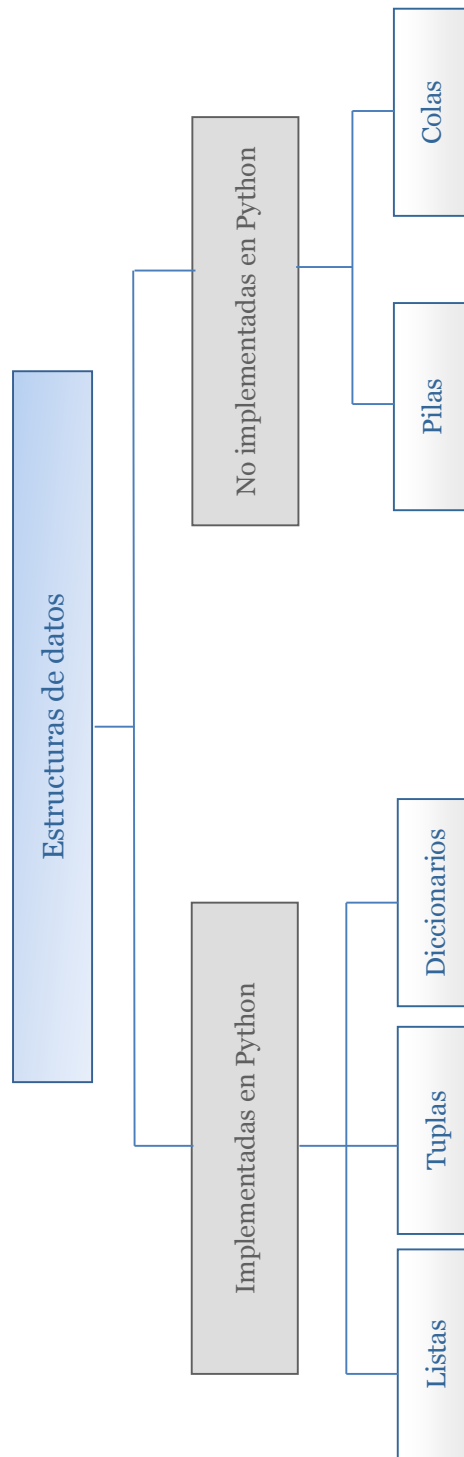 Estructuras de datos
Implementadas en Python
No implementadas en Python
Listas
Tuplas
Diccionarios
Pilas
Colas